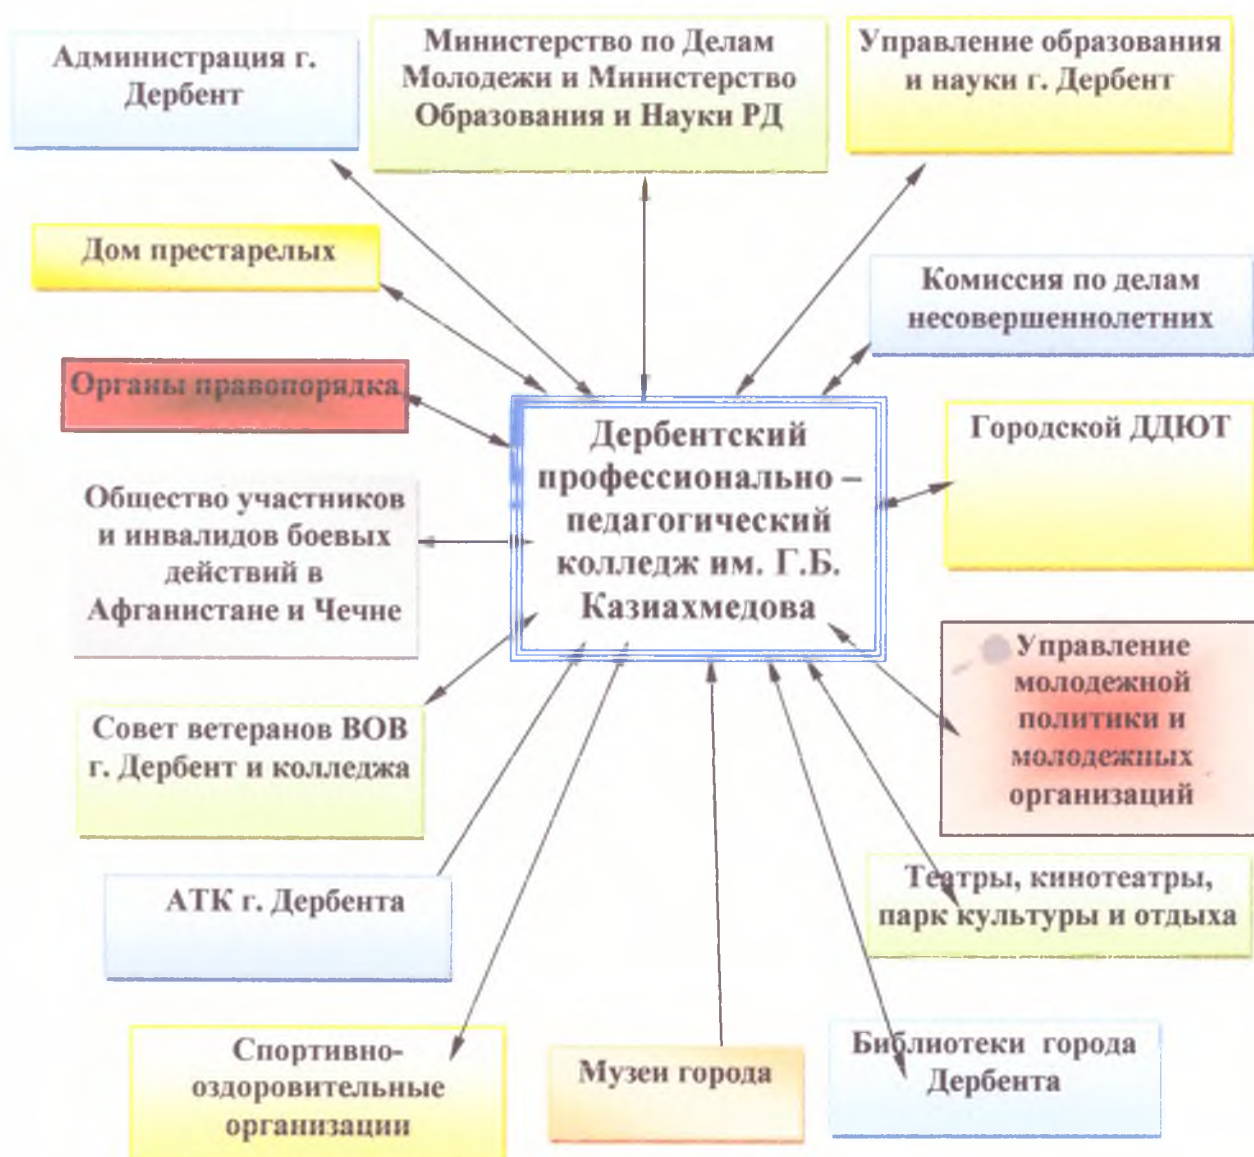 Администрация г.
Дербент
Министерство по Делам
Молодежи и Министерство
Образования и Науки РД
Управление образования
и науки г. Дербент
Дом престарелых
Комиссия по делам
несовершеннолетних
Органы правопорядка
Дербентский
профессионально –
педагогический
колледж им. Г.Б.
Казиахмедова
Городской ДДЮТ
Общество участников
и инвалидов боевых
действий в
Афганистане и Чечне
Управление
молодежной
политики и
молодежных
организаций
Совет ветеранов ВОВ
г. Дербент и колледжа
АТК г. Дербента
Театры, кинотеатры,
парк культуры и отдыха
Спортивно-
оздоровительные
организации
Музеи города
Библиотеки города
Дербента